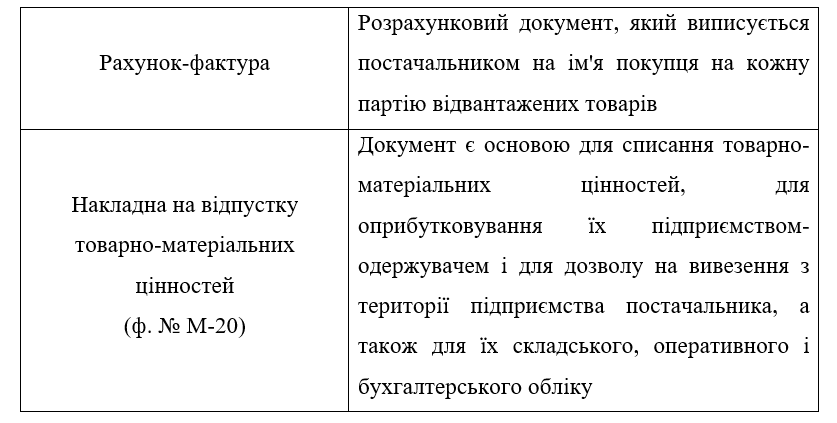 Рахунок-фактура
Розрахунковий документ, який виписується
постачальником на ім'я покупця на кожну
партію відвантажених товарів
Накладна на відпустку
товарно-матеріальних
цінностей
(ф. № М-20)
Документ є основою для списання товарно-
матеріальних цінностей, для
оприбутковування їх підприємством-
одержувачем і для дозволу на вивезення з
території підприємства постачальника, а
також для їх складського, оперативного і
бухгалтерського обліку